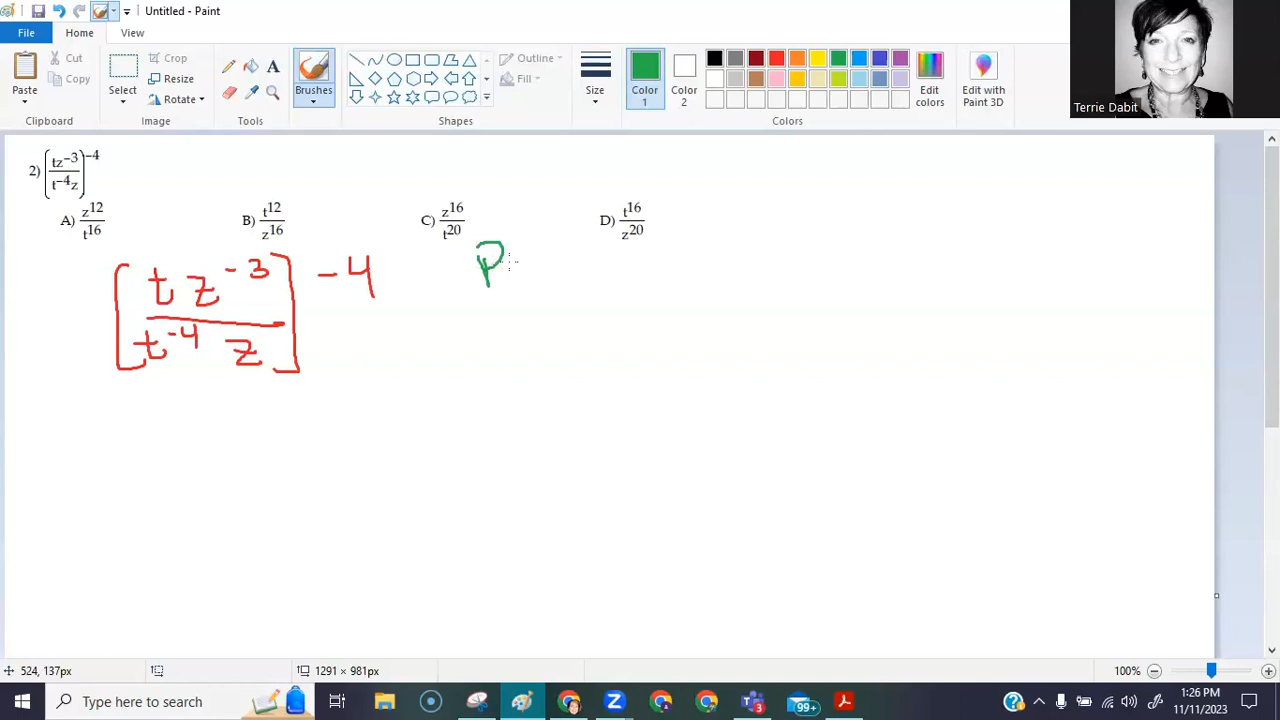 Untitled - Paint
File Home View
Paste Cut Copy Select Crop Resize Rotate A Brushes Outline Fill Size Color 1 Color 2 Edit colors Edit with Paint 3D
Clipboard Image Tools Shapes Colors
Terrie Dabit
2) (tz⁻³/t⁻⁴z)⁻⁴
A) z¹²/t¹⁶ B) t¹²/z¹⁶ C) z¹⁶/t²⁰ D) t¹⁶/z²⁰
[t z⁻³/t⁻⁴ z]⁻⁴ P
524, 137px 1291 × 981px 100%
Type here to search 3 99+ 1:26 PM
11/11/2023